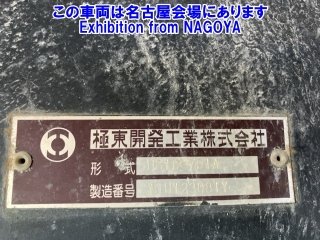 この車両は名古屋会場にあります
Exhibition from NAGOYA
極東開発工業株式会社
形式
製造番号